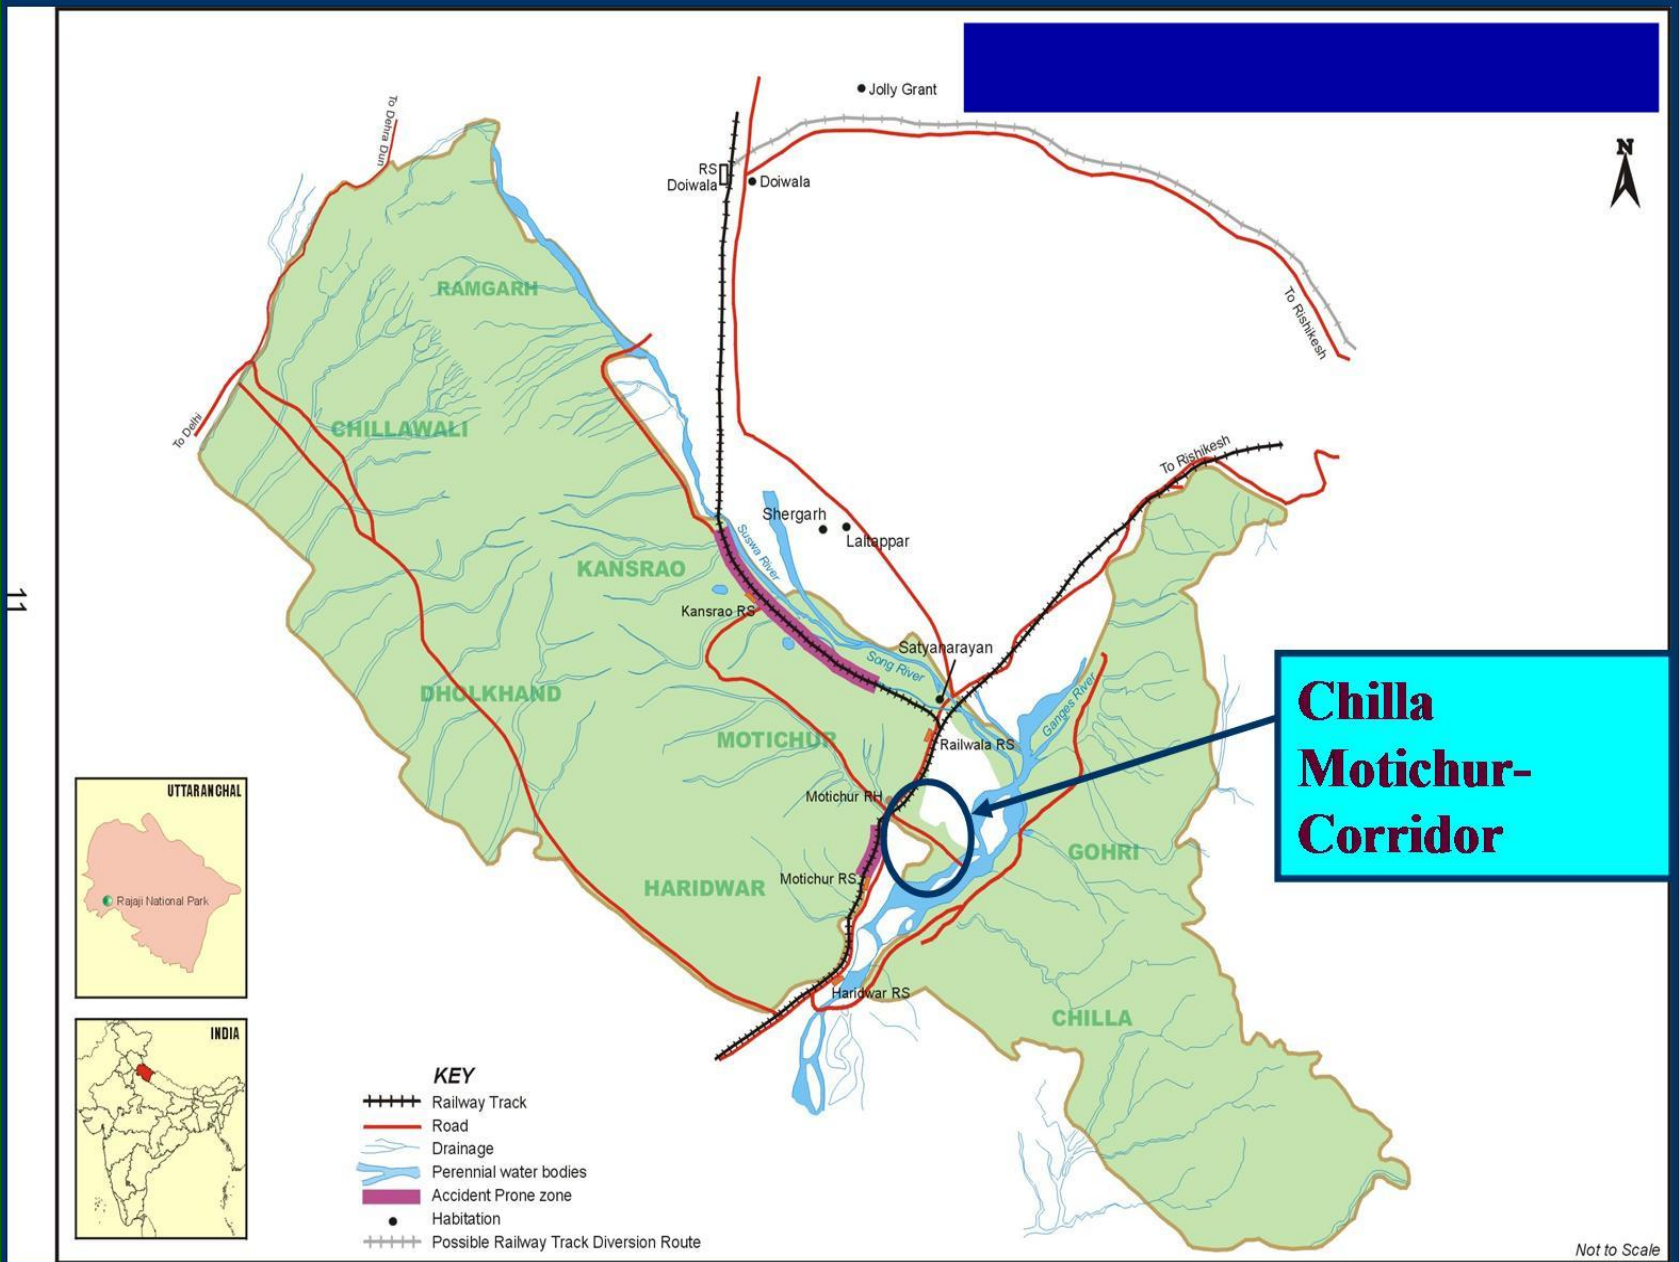 11
Jolly Grant
N
To Dehra Dun
RS
Doiwala
Doiwala
RAMGARH
To Rishikesh
To Delhi
CHILLAWALI
To Rishikesh
Shergarh
Laltappar
Suswa River
KANSRAO
Kansrao RS
Satyanarayan
Song River
Ganges River
DHOLKHAND
MOTICHUR
Railwala RS
Chilla
Motichur-
Corridor
Motichur RH
GOHRI
Motichur RS
HARIDWAR
Haridwar RS
CHILLA
UTTARANCHAL
Rajaji National Park
INDIA
KEY
Railway Track
Road
Drainage
Perennial water bodies
Accident Prone zone
Habitation
Possible Railway Track Diversion Route
Not to Scale